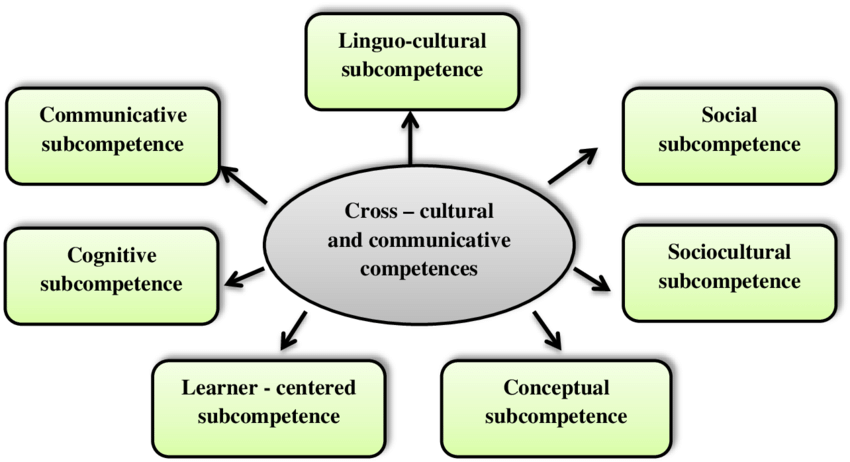 Linguo-cultural
subcompetence
Communicative
subcompetence
Social
subcompetence
Cross – cultural
and communicative
competences
Cognitive
subcompetence
Sociocultural
subcompetence
Learner - centered
subcompetence
Conceptual
subcompetence